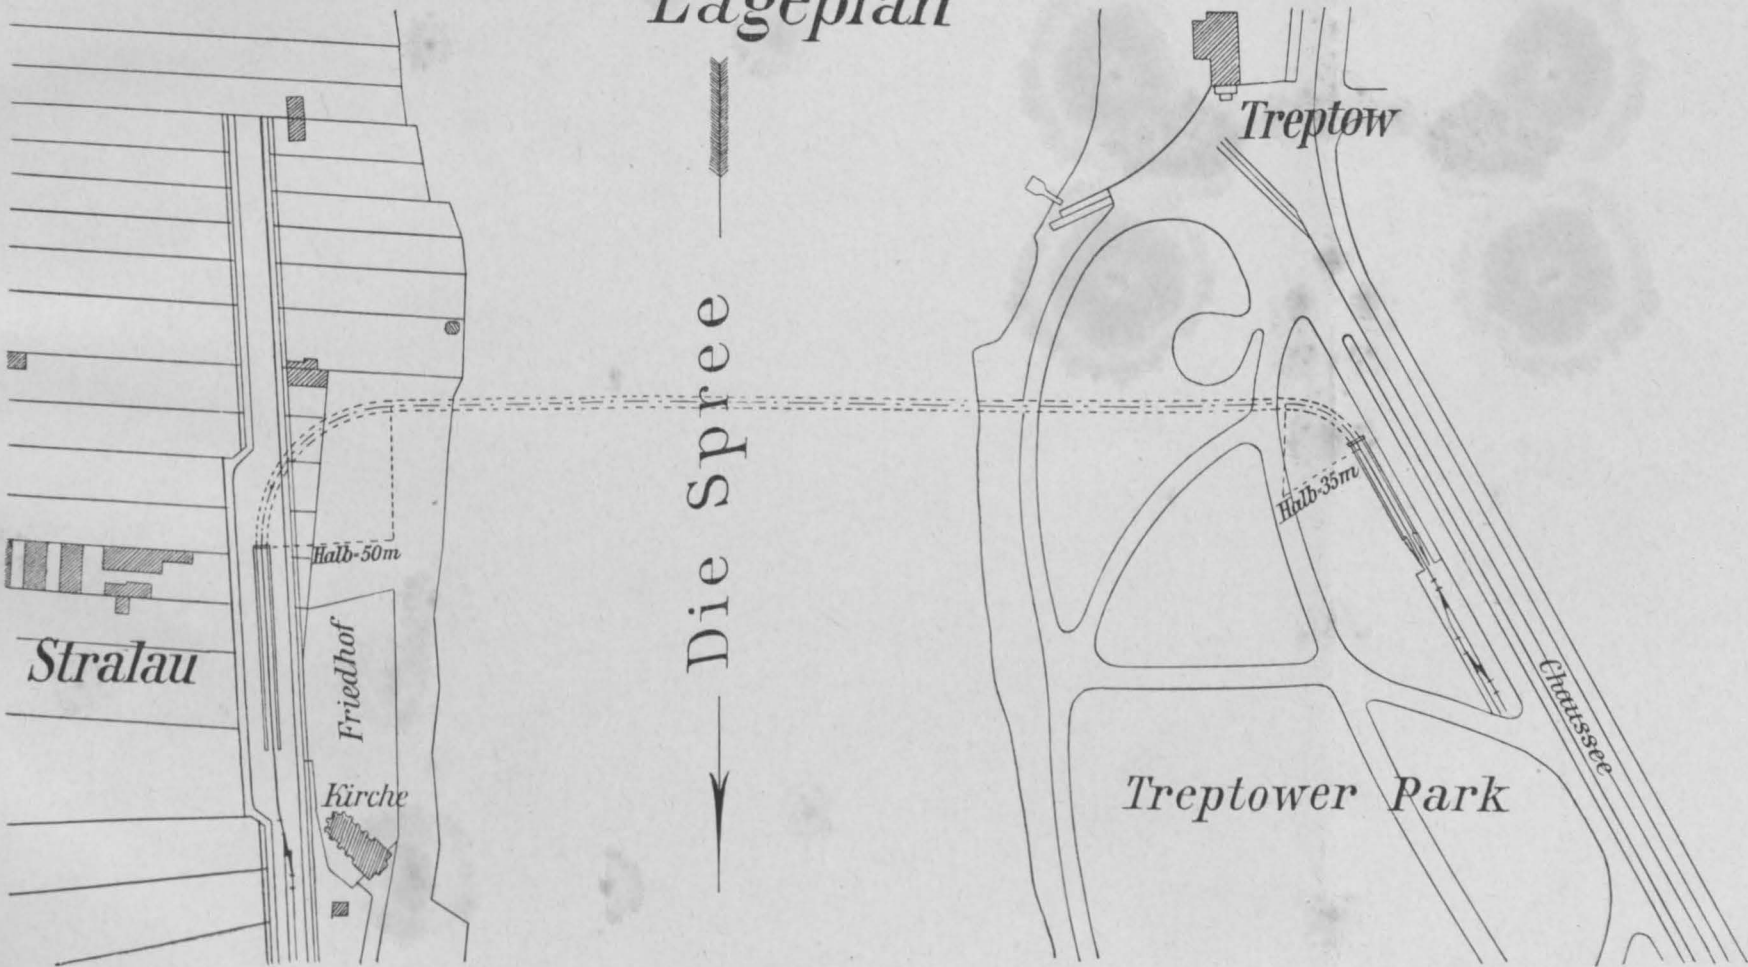 Lageplan
Treptow
Die Spree
Halb-50m
Halb-35m
Stralau
Friedhof
Kirche
Chaussee
Treptower Park